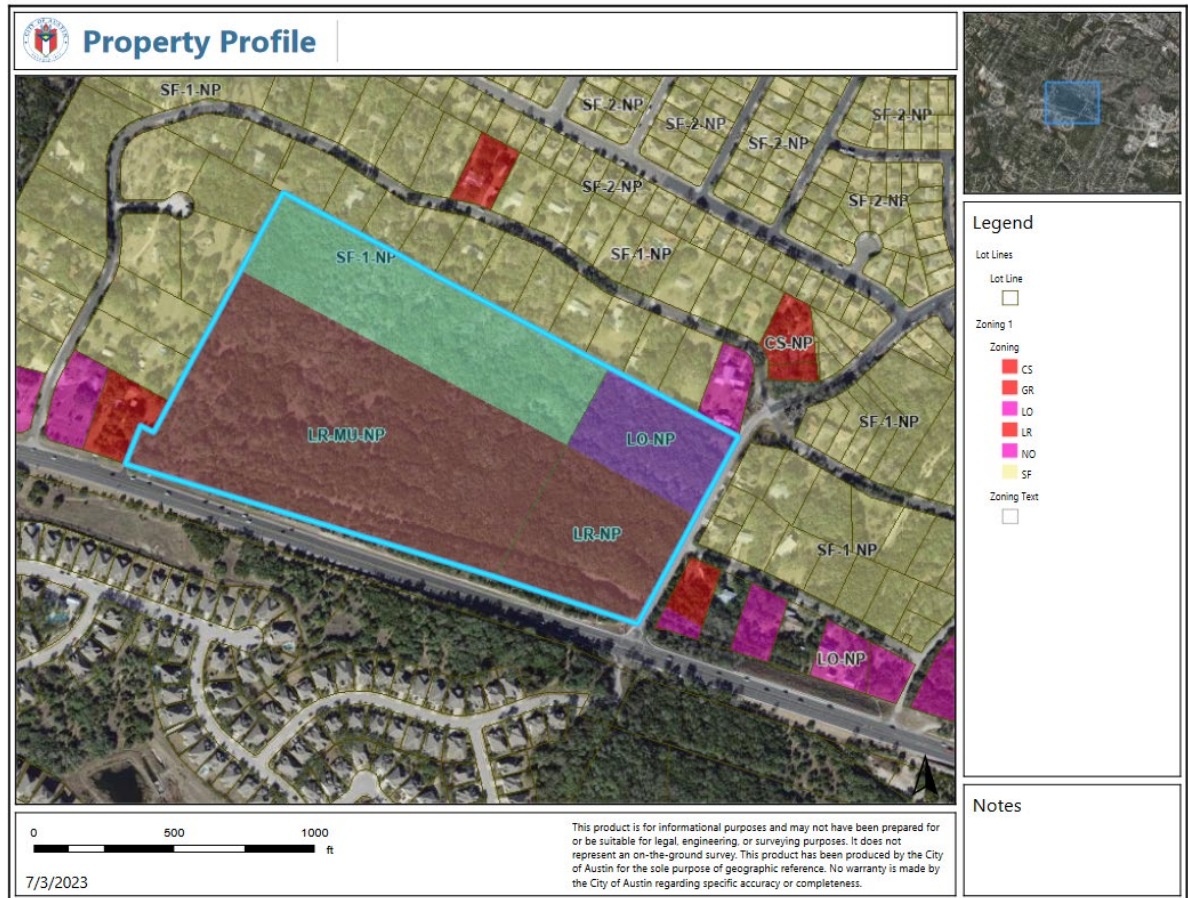 CITY OF AUSTIN
Property Profile
SF-1-NP
SF-2-NP
SF-2-NP
SF-2-NP
SF-2-NP
SF-2-NP
SF-2-NP
SF-1-NP
SF-1-NP
CS-NP
SF-1-NP
LR-MU-NP
LO-NP
LR-NP
SF-1-NP
LO-NP
Legend
Lot Lines
Lot Line
Zoning 1
Zoning
CS
GR
LO
LR
NO
SF
Zoning Text
Notes
0 500 1000
ft
7/3/2023
This product is for informational purposes and may not have been prepared for
or be suitable for legal, engineering, or surveying purposes. It does not
represent an on-the-ground survey. This product has been produced by the City
of Austin for the sole purpose of geographic reference. No warranty is made by
the City of Austin regarding specific accuracy or completeness.